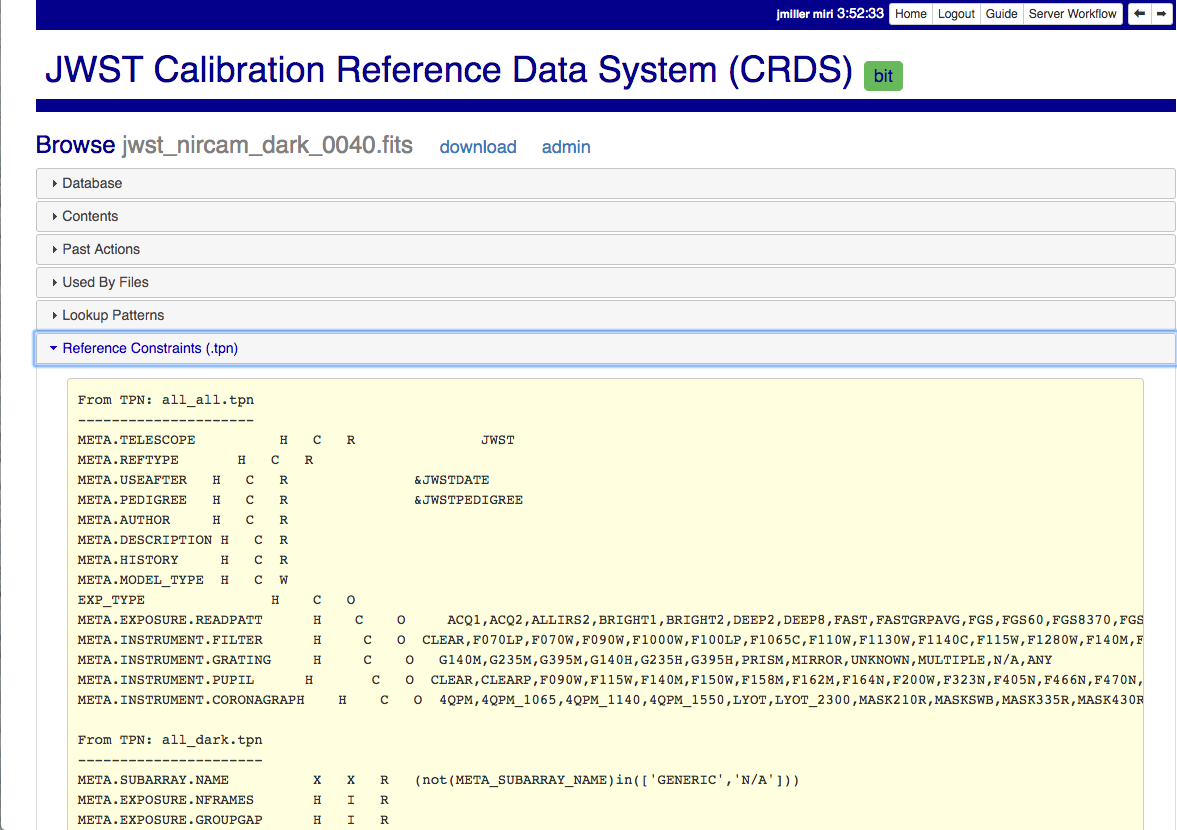 jmiller miri 3:52:33 Home Logout Guide Server Workflow
JWST Calibration Reference Data System (CRDS) bit
Browse jwst_nircam_dark_0040.fits download admin
Database
Contents
Past Actions
Used By Files
Lookup Patterns
Reference Constraints (.tpn)
From TPN: all_all.tpn
---------------------
META.TELESCOPE H C R JWST
META.REFTYPE H C R
META.USEAFTER H C R &JWSTDATE
META.PEDIGREE H C R &JWSTPEDIGREE
META.AUTHOR H C R
META.DESCRIPTION H C R
META.HISTORY H C R
META.MODEL_TYPE H C W
EXP_TYPE H C O
META.EXPOSURE.READPATT H C O ACQ1,ACQ2,ALLIRS2,BRIGHT1,BRIGHT2,DEEP2,DEEP8,FAST,FASTGRPAVG,FGS,FGS60,FGS8370,FGS
META.INSTRUMENT.FILTER H C O CLEAR,F070LP,F070W,F090W,F1000W,F100LP,F1065C,F110W,F1130W,F1140C,F115W,F1280W,F140M,F
META.INSTRUMENT.GRATING H C O G140M,G235M,G395M,G140H,G235H,G395H,PRISM,MIRROR,UNKNOWN,MULTIPLE,N/A,ANY
META.INSTRUMENT.PUPIL H C O CLEAR,CLEARP,F090W,F115W,F140M,F150W,F158M,F162M,F164N,F200W,F323N,F405N,F466N,F470N,
META.INSTRUMENT.CORONAGRAPH H C O 4QPM,4QPM_1065,4QPM_1140,4QPM_1550,LYOT,LYOT_2300,MASK210R,MASKSWB,MASK335R,MASK430R
From TPN: all_dark.tpn
----------------------
META.SUBARRAY.NAME X X R (not(META_SUBARRAY_NAME)in(['GENERIC','N/A']))
META.EXPOSURE.NFRAMES H I R
META.EXPOSURE.GROUPGAP H I R